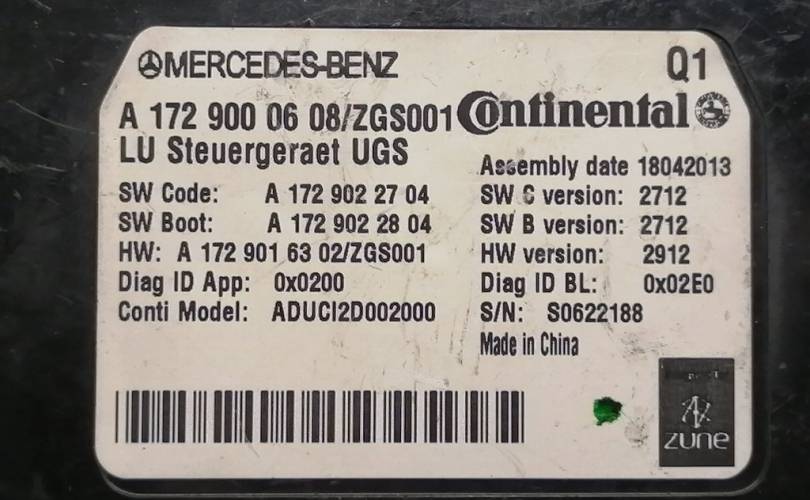 MERCEDES-BENZ
Q1
A 172 900 06 08/ZGS001
Continental
LU Steuergeraet UGS
Assembly date 18042013
SW Code: A 172 902 27 04
SW C version: 2712
SW Boot: A 172 902 28 04
SW B version: 2712
HW: A 172 901 63 02/ZGS001
HW version: 2912
Diag ID App: 0x0200
Diag ID BL: 0x02E0
Conti Model: ADUCI2D002000
S/N: S0622188
Made in China
zune